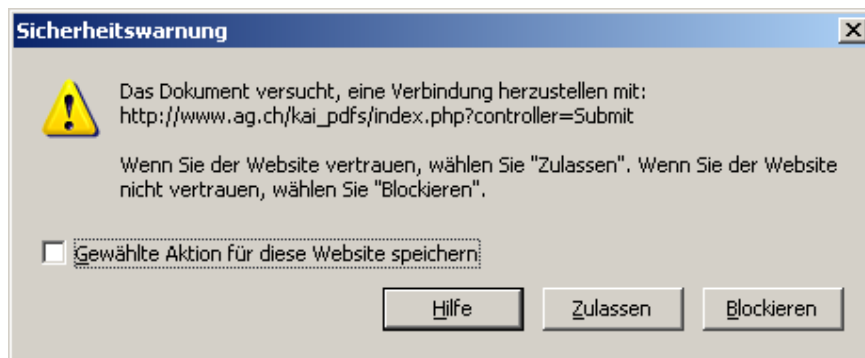 Sicherheitswarnung
Das Dokument versucht, eine Verbindung herzustellen mit:
http://www.ag.ch/kai_pdfs/index.php?controller=Submit
Wenn Sie der Website vertrauen, wählen Sie "Zulassen". Wenn Sie der Website
nicht vertrauen, wählen Sie "Blockieren".
Gewählte Aktion für diese Website speichern
Hilfe Zulassen Blockieren